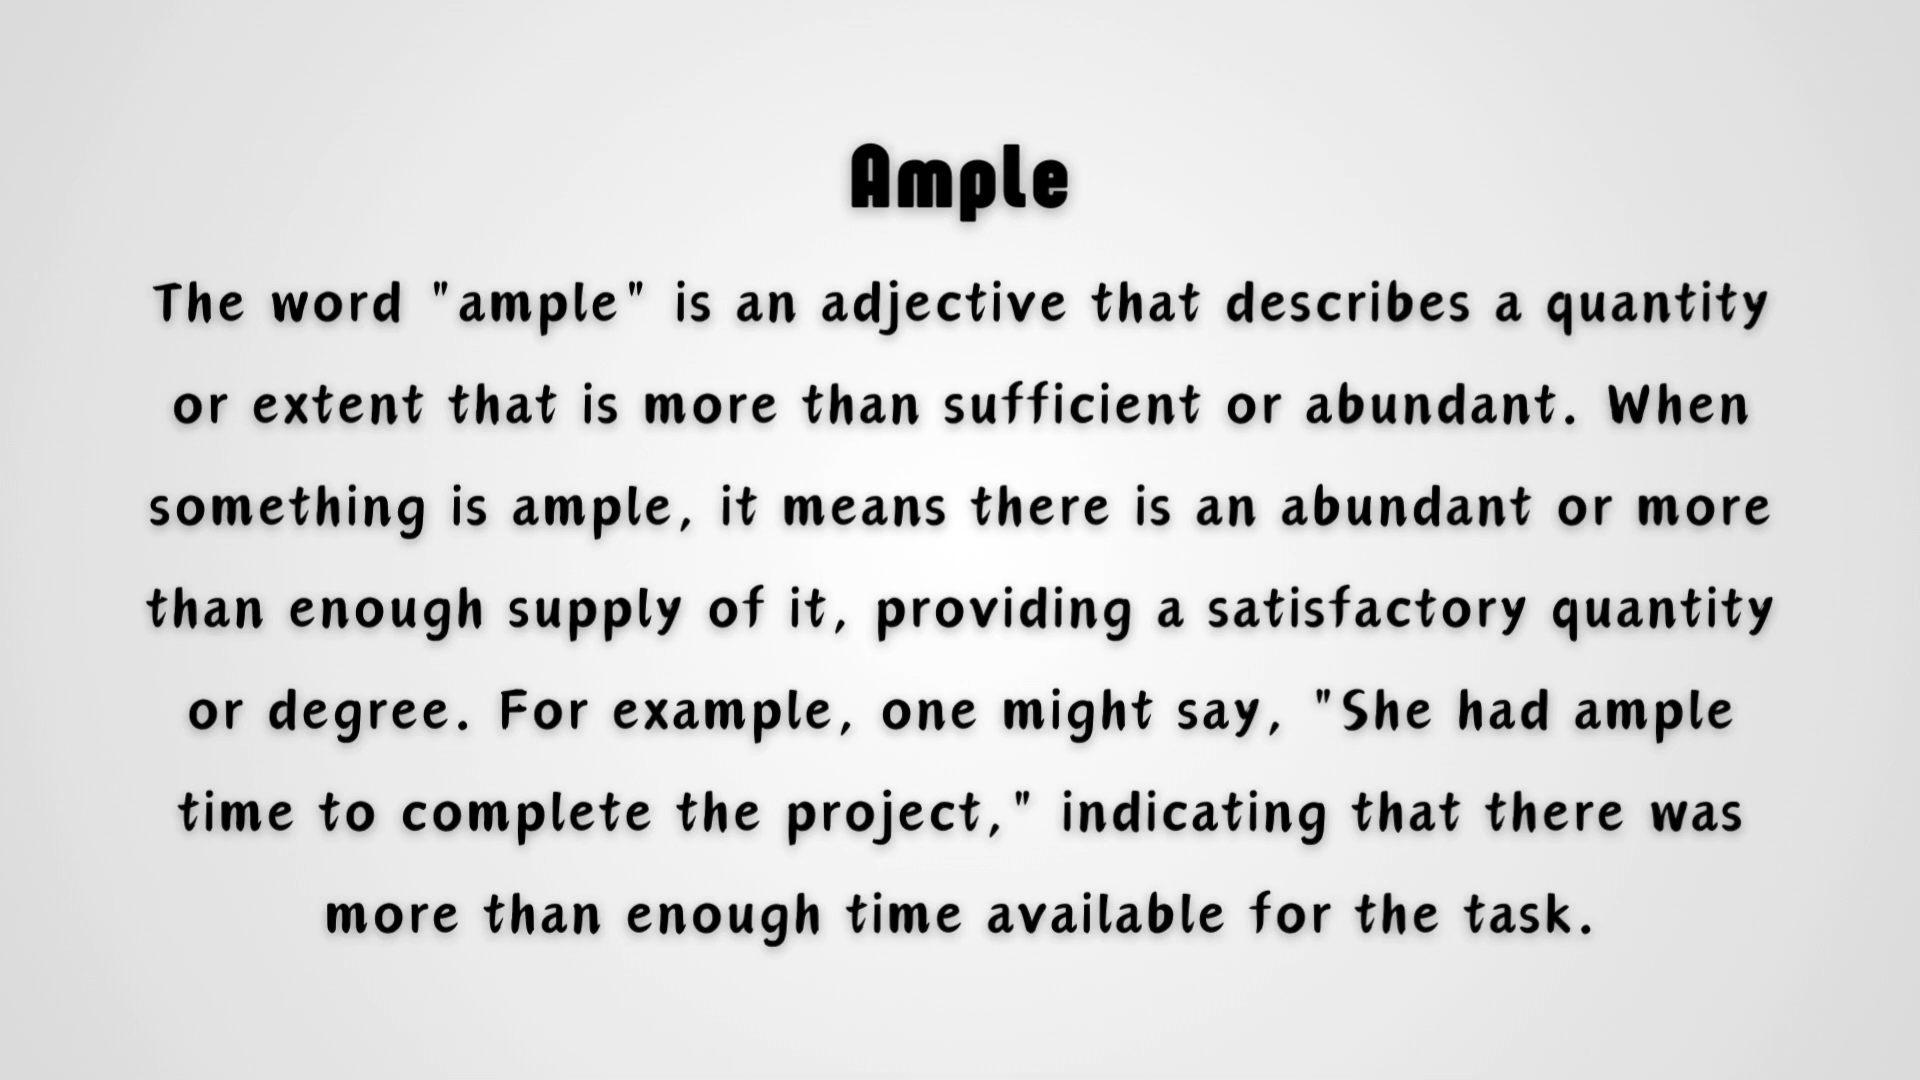 Ample
The word "ample" is an adjective that describes a quantity
or extent that is more than sufficient or abundant. When
something is ample, it means there is an abundant or more
than enough supply of it, providing a satisfactory quantity
or degree. For example, one might say, "She had ample
time to complete the project," indicating that there was
more than enough time available for the task.